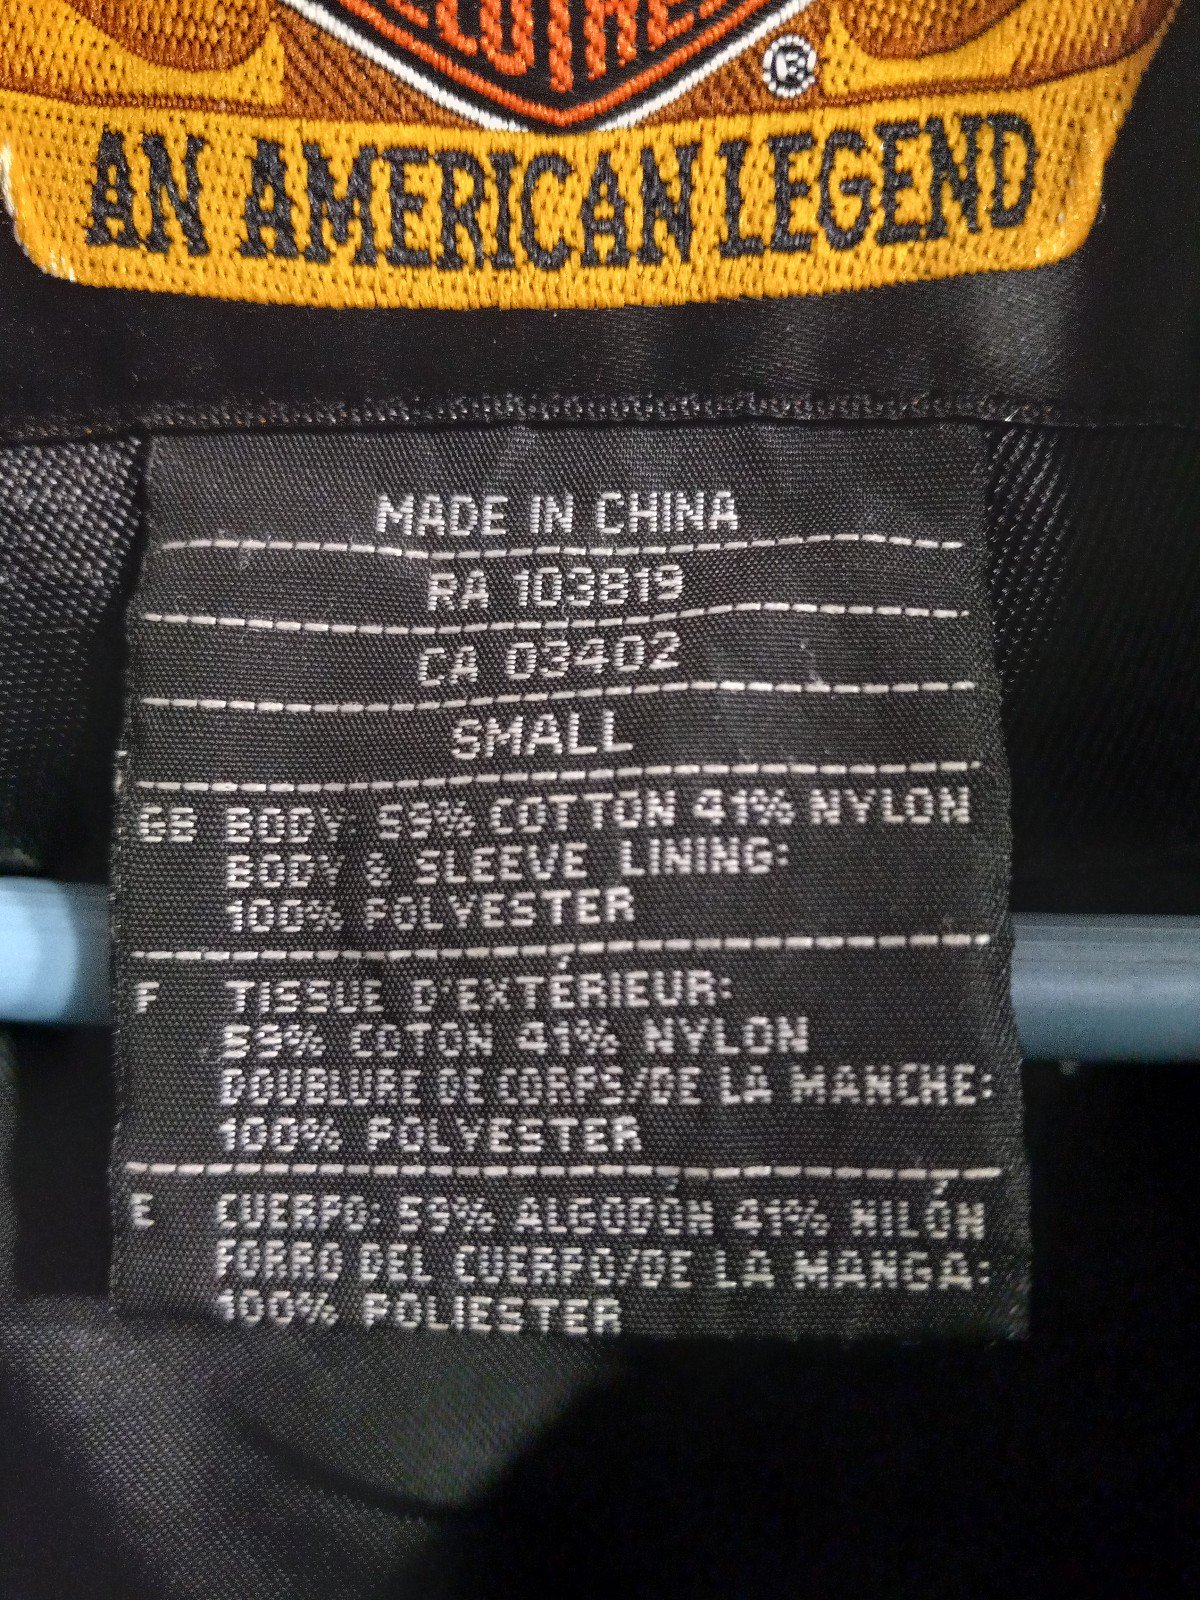 CLOTHES
®
AN AMERICAN LEGEND
MADE IN CHINA
RA 103819
CA 03402
SMALL
GB BODY: 59% COTTON 41% NYLON
BODY & SLEEVE LINING:
100% POLYESTER
F TISSUE D'EXTÉRIEUR:
59% COTON 41% NYLON
DOUBLURE DE CORPS/DE LA MANCHE:
100% POLYESTER
E CUERPO: 59% ALGODÓN 41% NILÓN
FORRO DEL CUERPO/DE LA MANGA:
100% POLIESTER